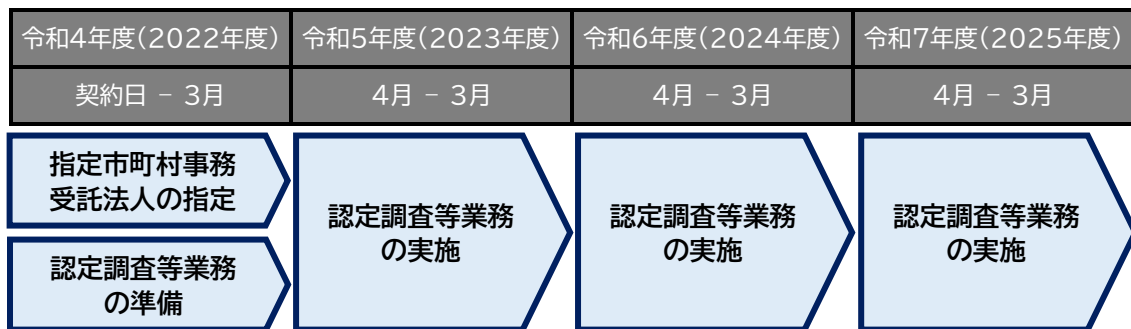 令和4年度(2022年度) 令和5年度(2023年度) 令和6年度(2024年度) 令和7年度(2025年度)
契約日 － 3月 4月 － 3月 4月 － 3月 4月 － 3月
指定市町村事務
受託法人の指定
認定調査等業務
の準備
認定調査等業務
の実施
認定調査等業務
の実施
認定調査等業務
の実施